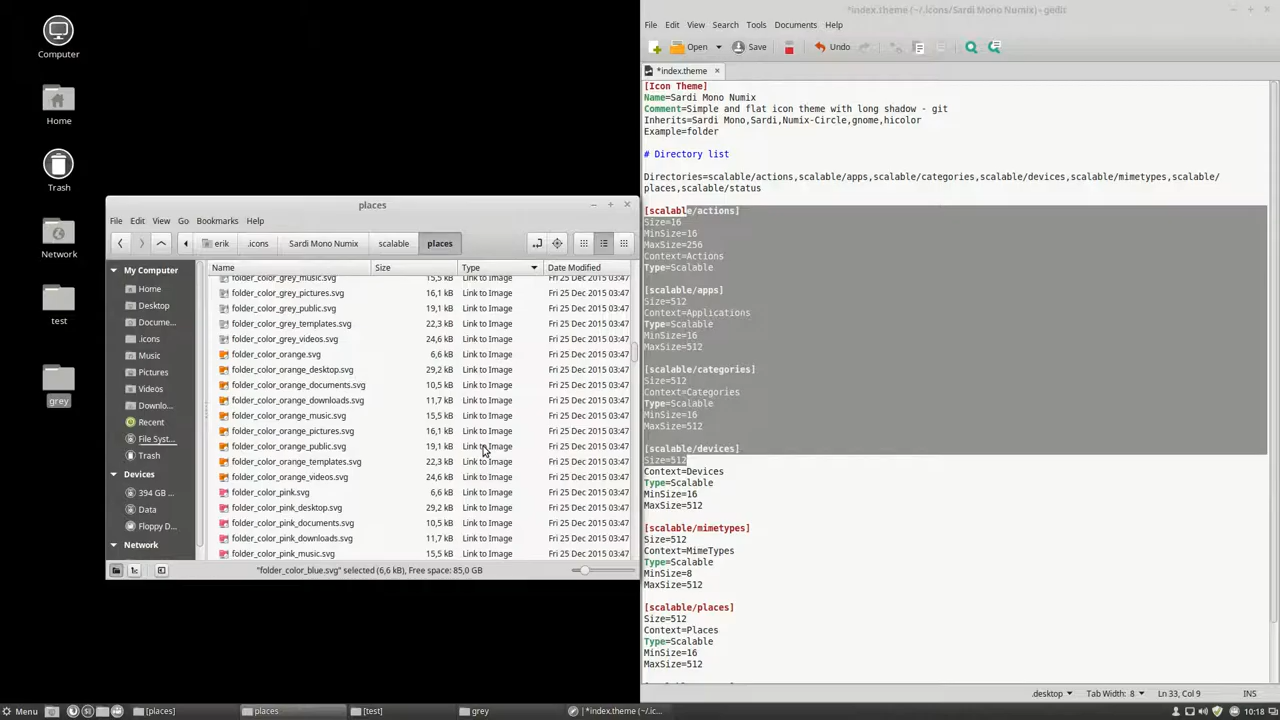 Computer
Home
Trash
Network
test
grey
places
File Edit View Go Bookmarks Help
erik .icons Sardi Mono Numix scalable places
My Computer
Home
Desktop
Docume...
.icons
Music
Pictures
Videos
Downlo...
Recent
File Syst...
Trash
Devices
394 GB ...
Data
Floppy D...
Network
Name Size Type Date Modified
folder_color_grey_music.svg 15,5 kB Link to Image Fri 25 Dec 2015 03:47
folder_color_grey_pictures.svg 16,1 kB Link to Image Fri 25 Dec 2015 03:47
folder_color_grey_public.svg 19,1 kB Link to Image Fri 25 Dec 2015 03:47
folder_color_grey_templates.svg 22,3 kB Link to Image Fri 25 Dec 2015 03:47
folder_color_grey_videos.svg 24,6 kB Link to Image Fri 25 Dec 2015 03:47
folder_color_orange.svg 6,6 kB Link to Image Fri 25 Dec 2015 03:47
folder_color_orange_desktop.svg 29,2 kB Link to Image Fri 25 Dec 2015 03:47
folder_color_orange_documents.svg 10,5 kB Link to Image Fri 25 Dec 2015 03:47
folder_color_orange_downloads.svg 11,7 kB Link to Image Fri 25 Dec 2015 03:47
folder_color_orange_music.svg 15,5 kB Link to Image Fri 25 Dec 2015 03:47
folder_color_orange_pictures.svg 16,1 kB Link to Image Fri 25 Dec 2015 03:47
folder_color_orange_public.svg 19,1 kB Link to Image Fri 25 Dec 2015 03:47
folder_color_orange_templates.svg 22,3 kB Link to Image Fri 25 Dec 2015 03:47
folder_color_orange_videos.svg 24,6 kB Link to Image Fri 25 Dec 2015 03:47
folder_color_pink.svg 6,6 kB Link to Image Fri 25 Dec 2015 03:47
folder_color_pink_desktop.svg 29,2 kB Link to Image Fri 25 Dec 2015 03:47
folder_color_pink_documents.svg 10,5 kB Link to Image Fri 25 Dec 2015 03:47
folder_color_pink_downloads.svg 11,7 kB Link to Image Fri 25 Dec 2015 03:47
folder_color_pink_music.svg 15,5 kB Link to Image Fri 25 Dec 2015 03:47
"folder_color_blue.svg" selected (6,6 kB), Free space: 85,0 GB
*index.theme (~/.icons/Sardi Mono Numix) - gedit
File Edit View Search Tools Documents Help
Open Save Undo
*index.theme
[Icon Theme]
Name=Sardi Mono Numix
Comment=Simple and flat icon theme with long shadow - git
Inherits=Sardi Mono,Sardi,Numix-Circle,gnome,hicolor
Example=folder
# Directory list
Directories=scalable/actions,scalable/apps,scalable/categories,scalable/devices,scalable/mimetypes,scalable/
places,scalable/status
[scalable/actions]
Size=16
MinSize=16
MaxSize=256
Context=Actions
Type=Scalable
[scalable/apps]
Size=512
Context=Applications
Type=Scalable
MinSize=16
MaxSize=512
[scalable/categories]
Size=512
Context=Categories
Type=Scalable
MinSize=16
MaxSize=512
[scalable/devices]
Size=512
Context=Devices
Type=Scalable
MinSize=16
MaxSize=512
[scalable/mimetypes]
Size=512
Context=MimeTypes
Type=Scalable
MinSize=8
MaxSize=512
[scalable/places]
Size=512
Context=Places
Type=Scalable
MinSize=16
MaxSize=512
.desktop Tab Width: 8 Ln 33, Col 9 INS
Menu [places] places [test] grey *index.theme (~/.ic... 10:18